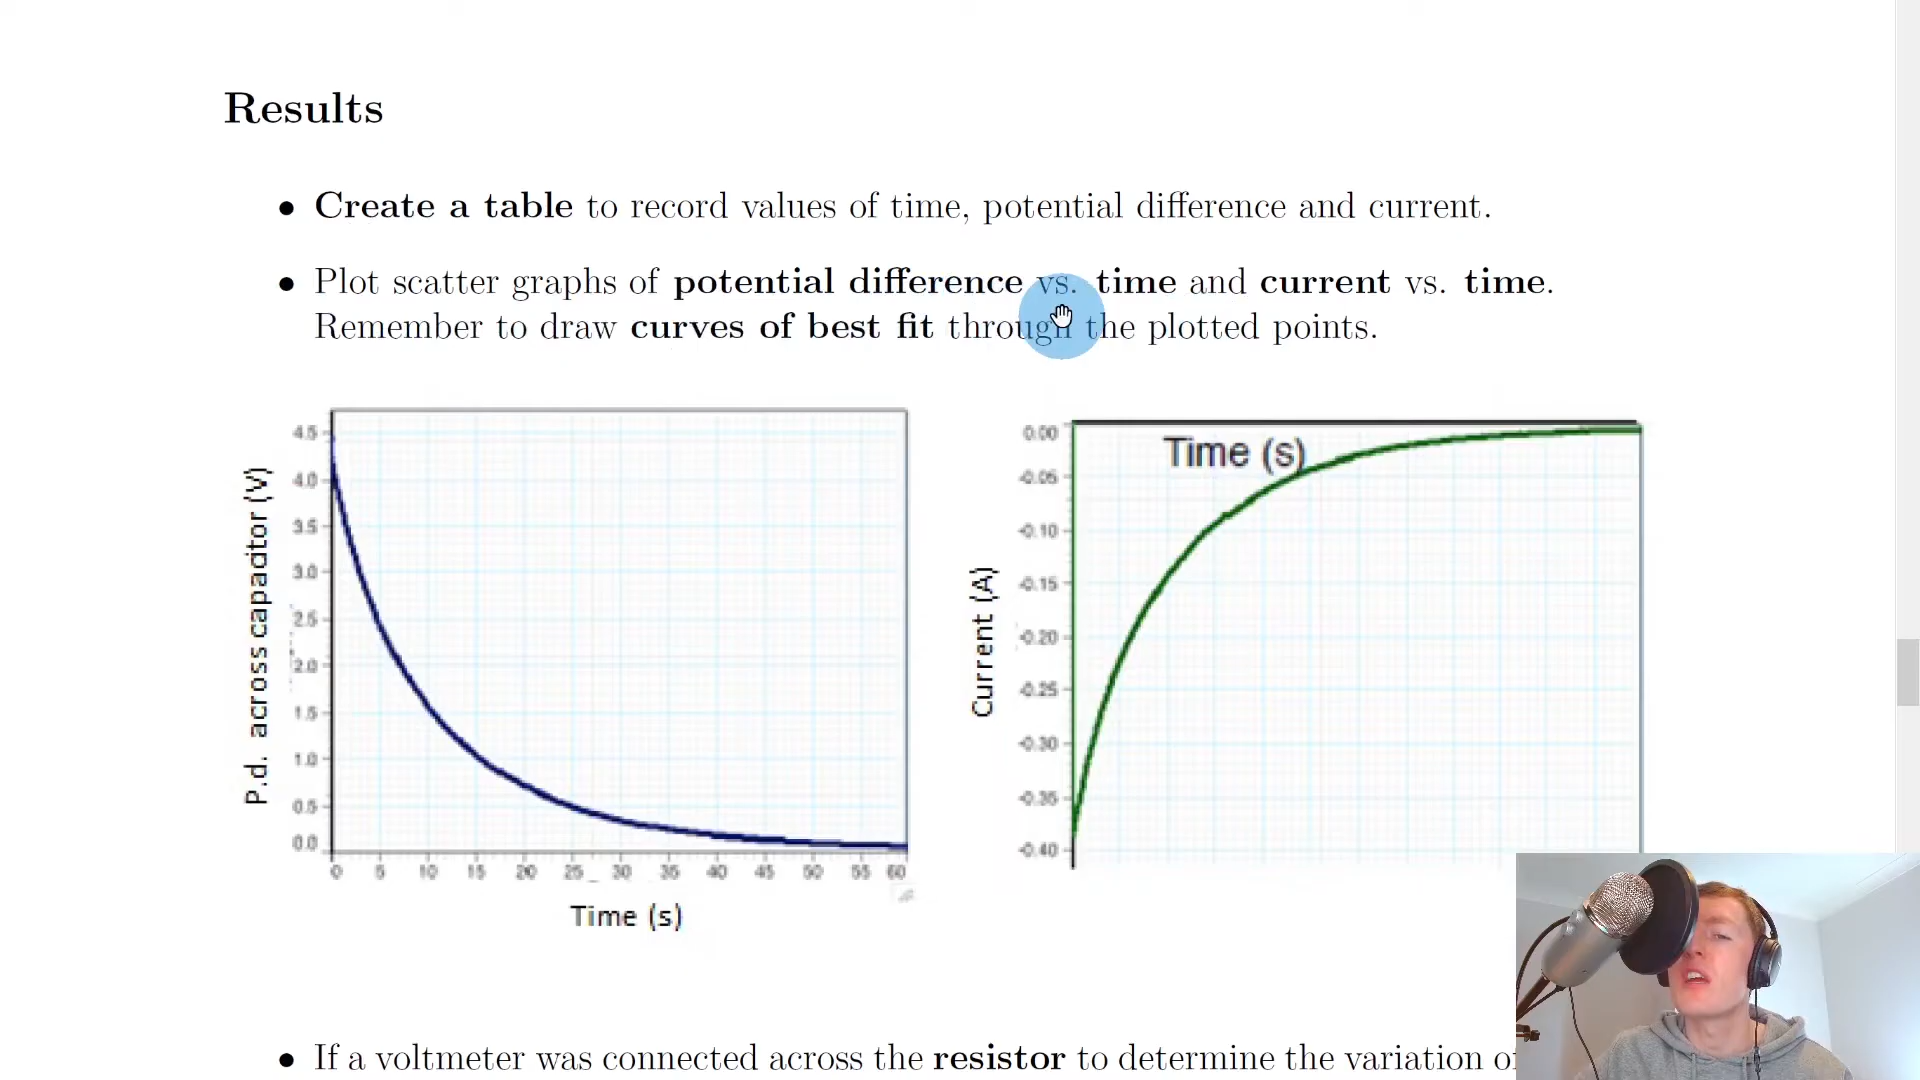 Results
• Create a table to record values of time, potential difference and current.
• Plot scatter graphs of potential difference vs. time and current vs. time.
Remember to draw curves of best fit through the plotted points.
P.d. across capacitor (V)
4.5
4.0
3.5
3.0
2.5
2.0
1.5
1.0
0.5
0.0
0 5 10 15 20 25 30 35 40 45 50 55 60
Time (s)
Current (A)
Time (s)
0.00
-0.05
-0.10
-0.15
-0.20
-0.25
-0.30
-0.35
-0.40
• If a voltmeter was connected across the resistor to determine the variation of